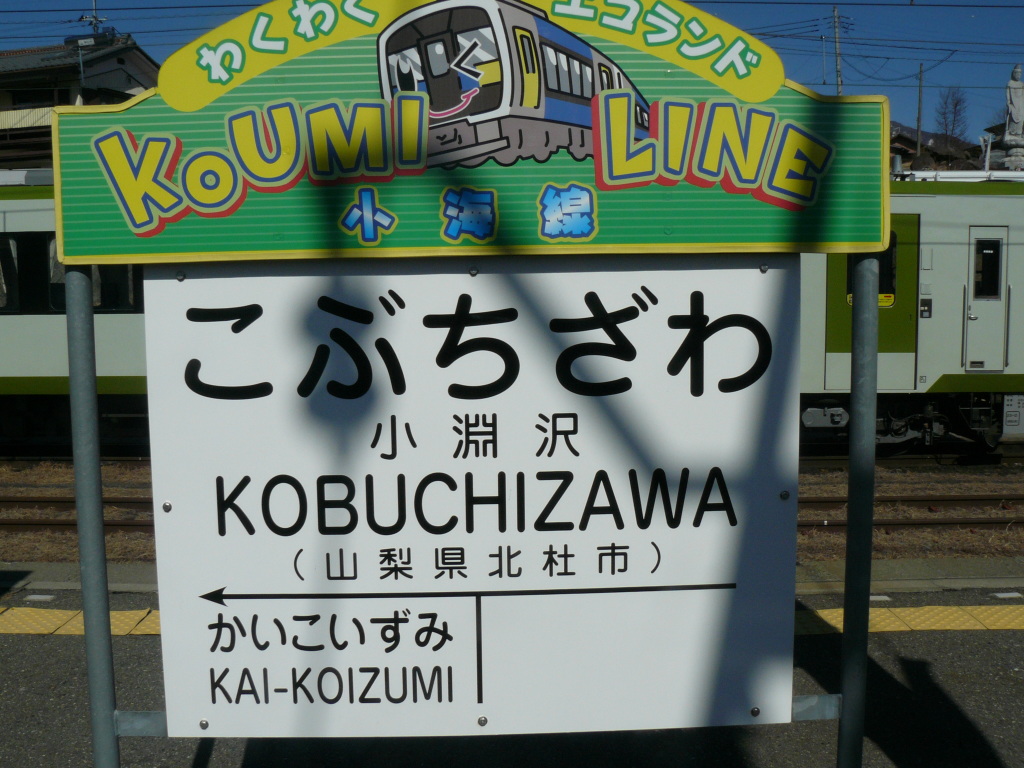 わくわく エコランド
KOUMI LINE
小海線
こぶちざわ
小淵沢
KOBUCHIZAWA
(山梨県北杜市)
かいこいずみ
KAI-KOIZUMI